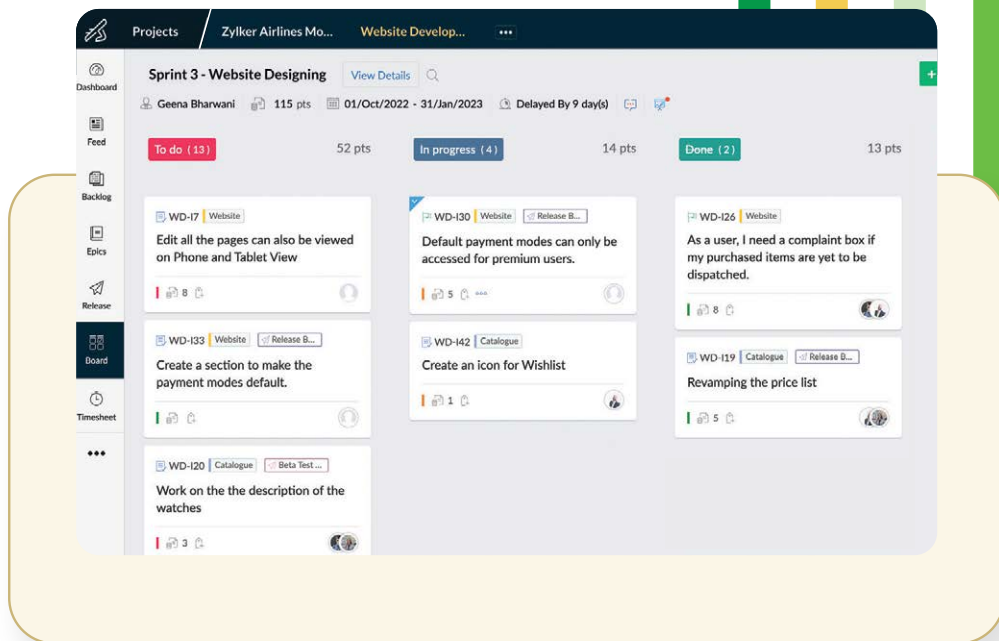 Projects
Zylker Airlines Mo...
Website Develop...
•••
Dashboard
Feed
Backlog
Epics
Release
Board
Timesheet
•••
Sprint 3 - Website Designing
View Details
+
Geena Bharwani 115 pts 01/Oct/2022 - 31/Jan/2023 Delayed By 9 day(s)
To do (13) 52 pts
WD-I7 Website
Edit all the pages can also be viewed
on Phone and Tablet View
8
WD-I33 Website Release B...
Create a section to make the
payment modes default.
WD-I20 Catalogue Beta Test ...
Work on the the description of the
watches
3
In progress (4) 14 pts
WD-I30 Website Release B...
Default payment modes can only be
accessed for premium users.
5
WD-I42 Catalogue
Create an icon for Wishlist
1
Done (2) 13 pts
WD-I26 Website
As a user, I need a complaint box if
my purchased items are yet to be
dispatched.
8
WD-I19 Catalogue Release B...
Revamping the price list
5